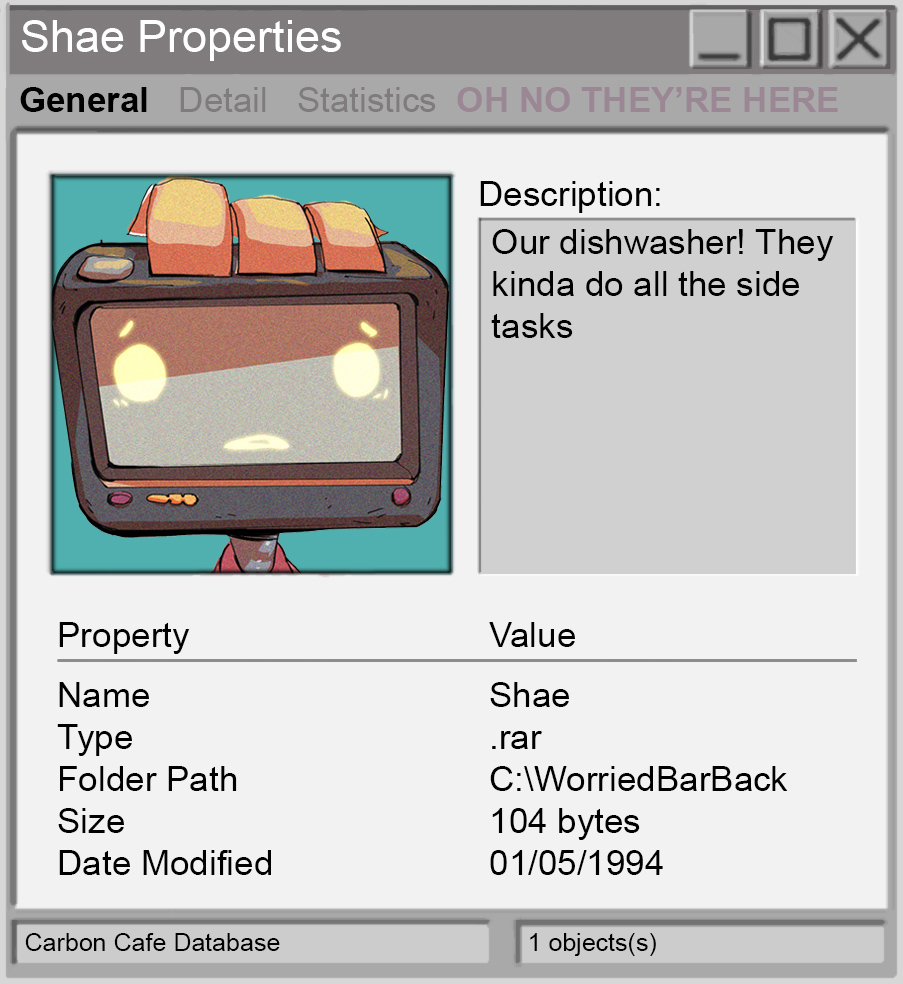 Shae Properties
General Detail Statistics OH NO THEY’RE HERE
Description:
Our dishwasher! They
kinda do all the side
tasks
Property Value
Name Shae
Type .rar
Folder Path C:\WorriedBarBack
Size 104 bytes
Date Modified 01/05/1994
Carbon Cafe Database 1 objects(s)